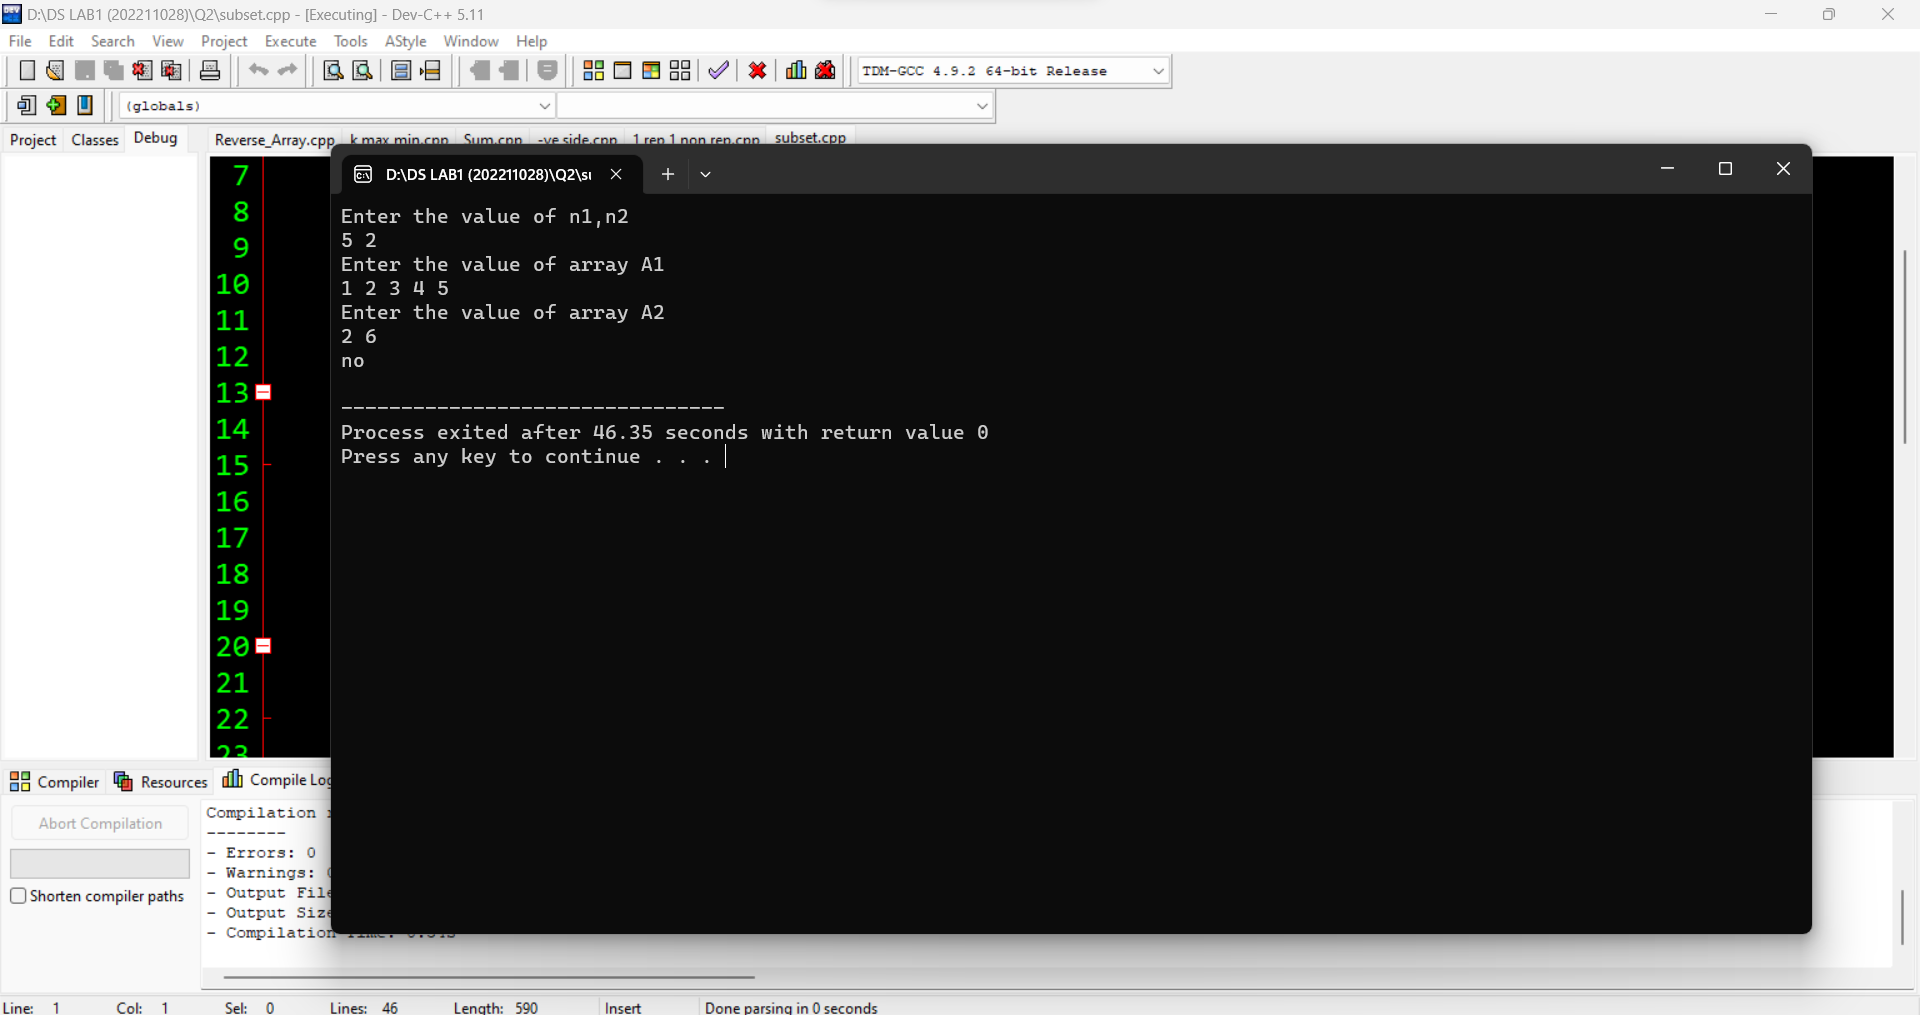 D:\DS LAB1 (202211028)\Q2\subset.cpp - [Executing] - Dev-C++ 5.11
File Edit Search View Project Execute Tools AStyle Window Help
TDM-GCC 4.9.2 64-bit Release
(globals)
Project Classes Debug
Reverse_Array.cpp k max min.cpp Sum.cpp -ve side.cpp 1 rep 1 non rep.cpp subset.cpp
D:\DS LAB1 (202211028)\Q2\su
7
8
9
10
11
12
13
14
15
16
17
18
19
20
21
22
23
Enter the value of n1,n2
5 2
Enter the value of array A1
1 2 3 4 5
Enter the value of array A2
2 6
no
--------------------------------
Process exited after 46.35 seconds with return value 0
Press any key to continue . . .
Compiler Resources Compile Log
Abort Compilation
Shorten compiler paths
Compilation
--------
- Errors: 0
- Warnings: 0
- Output File
- Output Size
- Compilation Time:
Line: 1 Col: 1 Sel: 0 Lines: 46 Length: 590 Insert Done parsing in 0 seconds